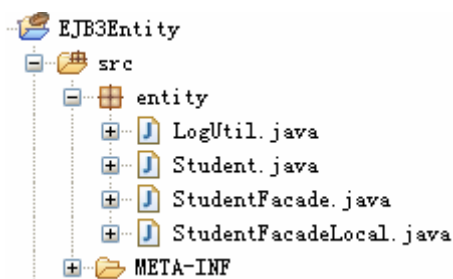 EJB3Entity
src
entity
LogUtil.java
Student.java
StudentFacade.java
StudentFacadeLocal.java
META-INF